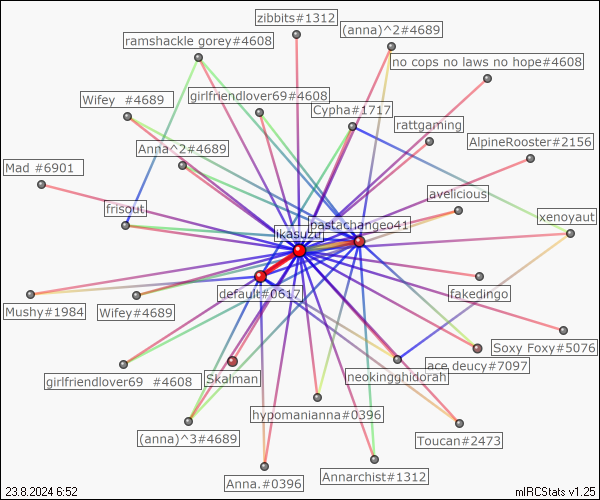 zibbits#1312
ramshackle gorey#4608
(anna)^2#4689
no cops no laws no hope#4608
girlfriendlover69#4608
Wifey  #4689
Cypha#1717
rattgaming
Anna^2#4689
AlpineRooster#2156
Mad #6901
avelicious
frisout
pastachangeo41
xenoyaut
ikasuzu
default#0617
fakedingo
Mushy#1984
Wifey#4689
Soxy Foxy#5076
ace deucy#7097
girlfriendlover69  #4608
Skalman
neokingghidorah
hypomanianna#0396
(anna)^3#4689
Toucan#2473
Anna.#0396
Annarchist#1312
23.8.2024 6:52
mIRCStats v1.25